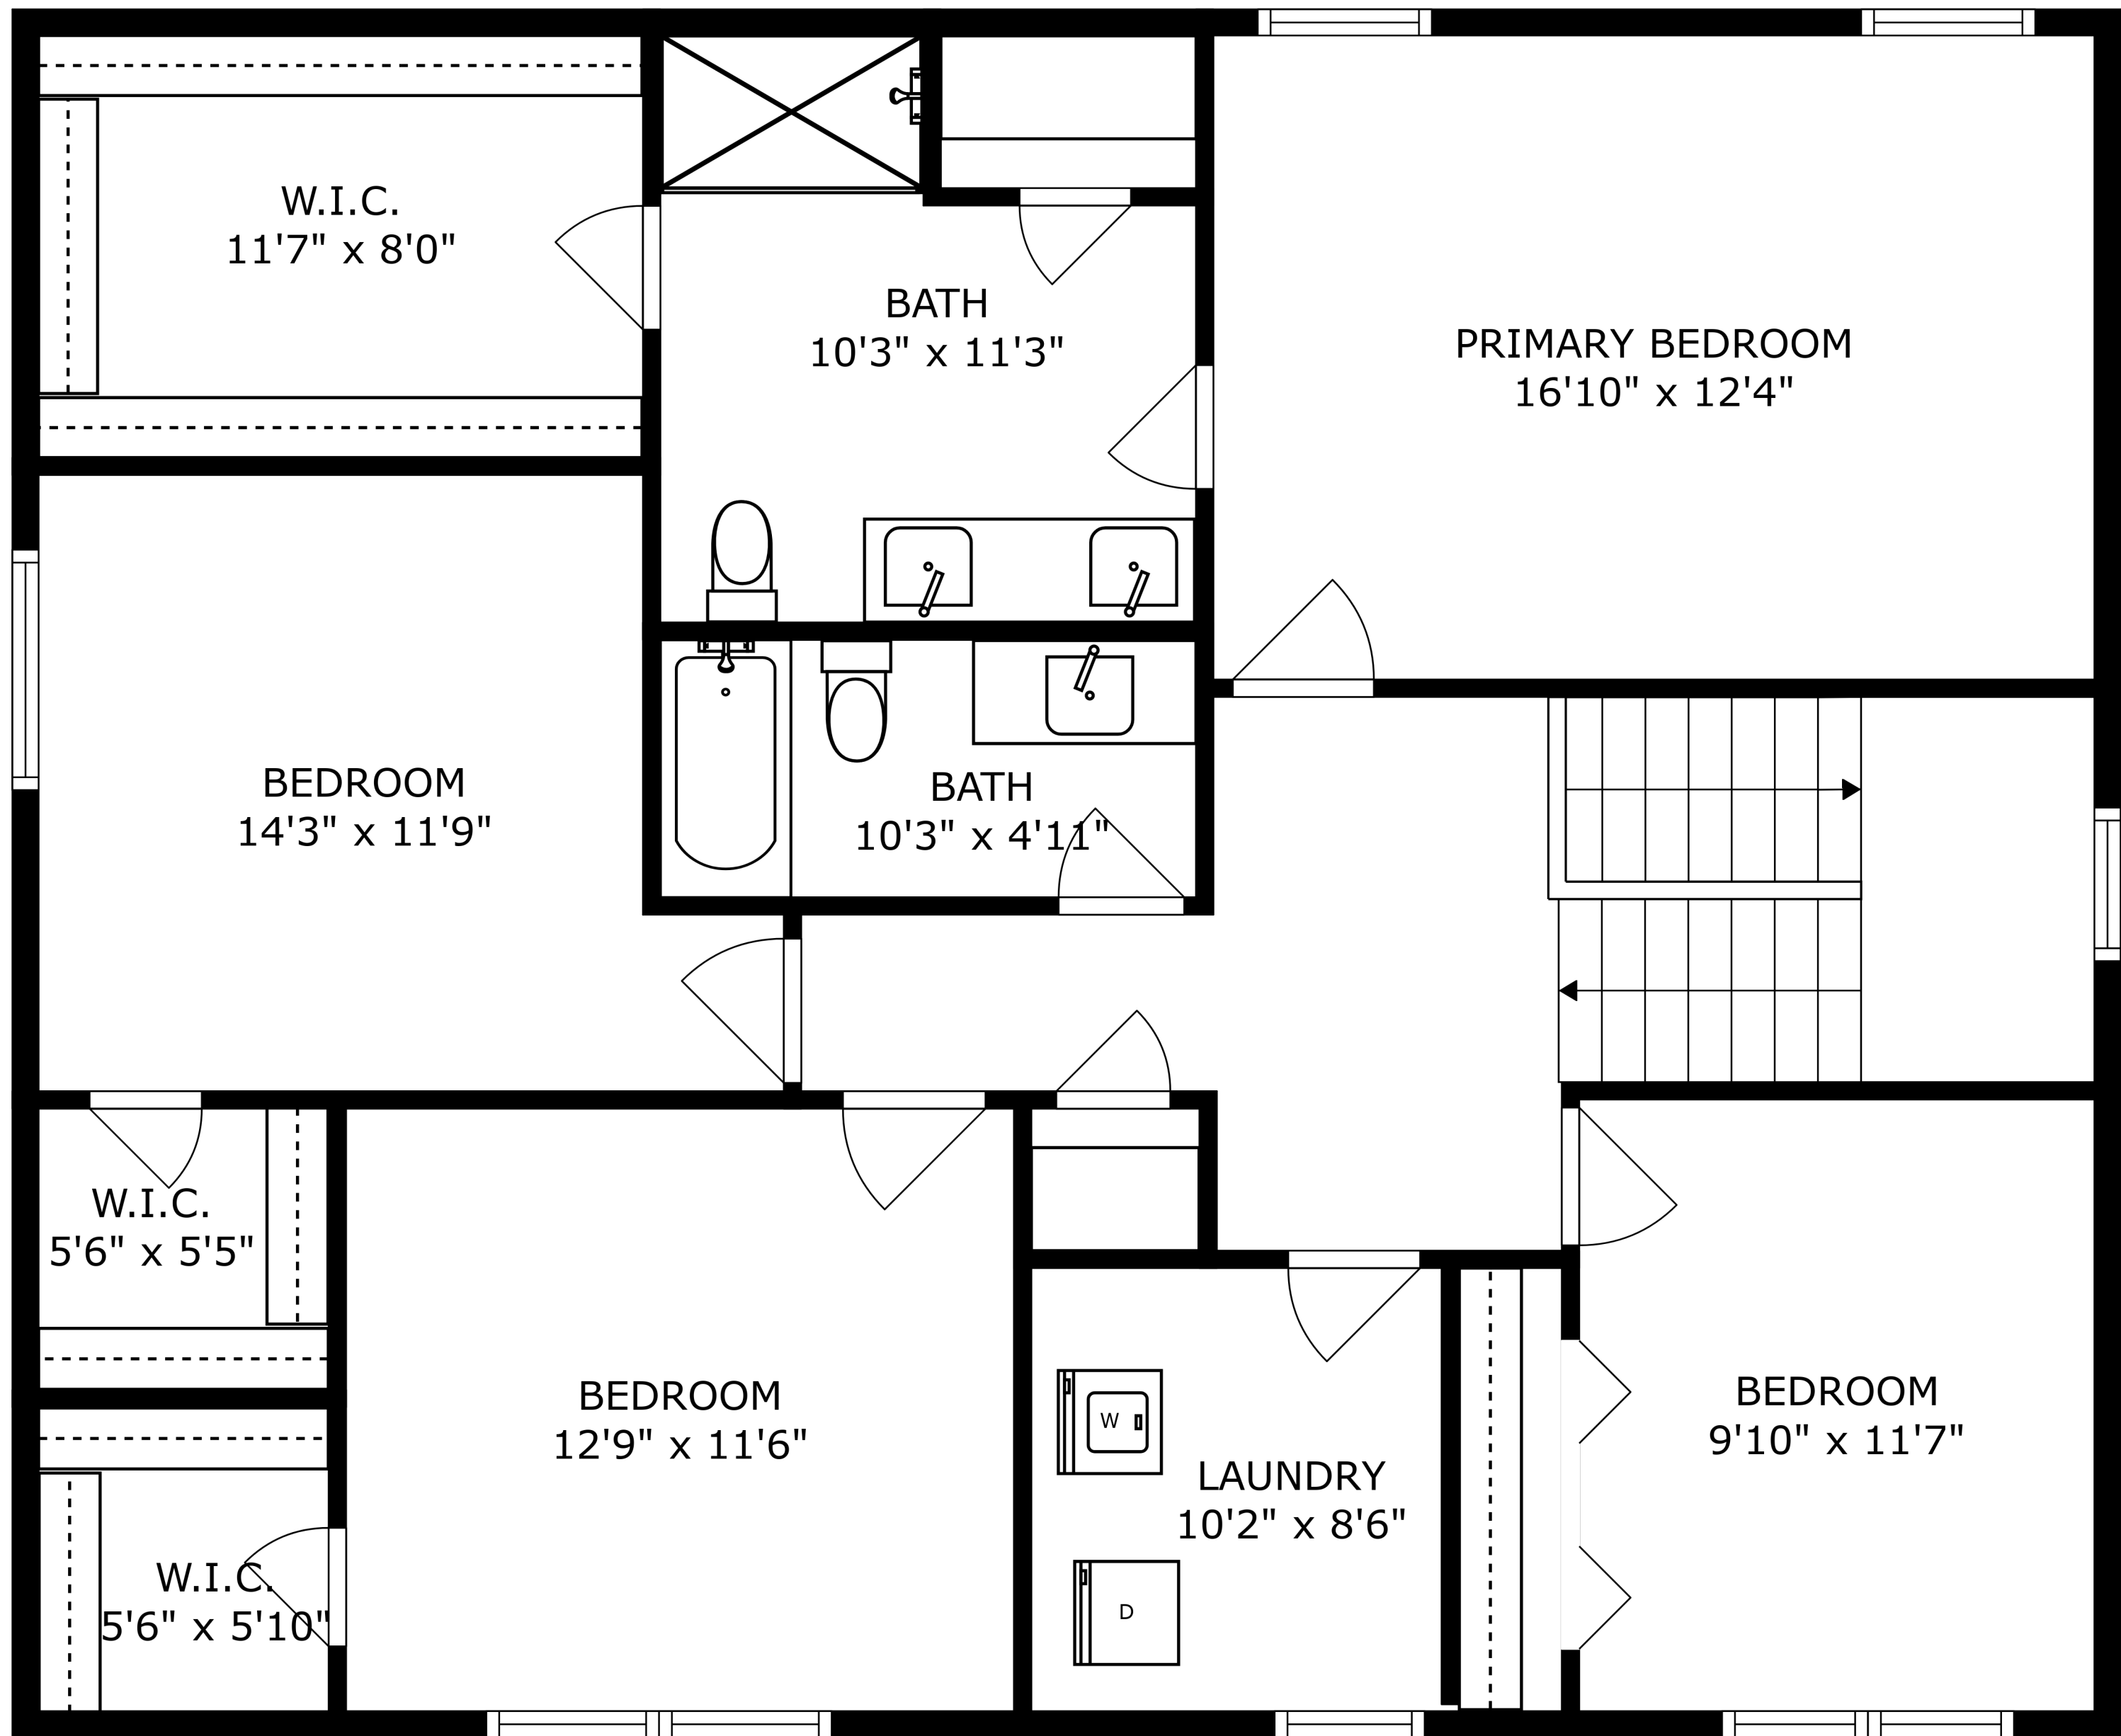 W.I.C.
11'7" x 8'0"
BATH
10'3" x 11'3"
PRIMARY BEDROOM
16'10" x 12'4"
BEDROOM
14'3" x 11'9"
BATH
10'3" x 4'11"
W.I.C.
5'6" x 5'5"
BEDROOM
12'9" x 11'6"
W
LAUNDRY
10'2" x 8'6"
D
BEDROOM
9'10" x 11'7"
W.I.C.
5'6" x 5'10"